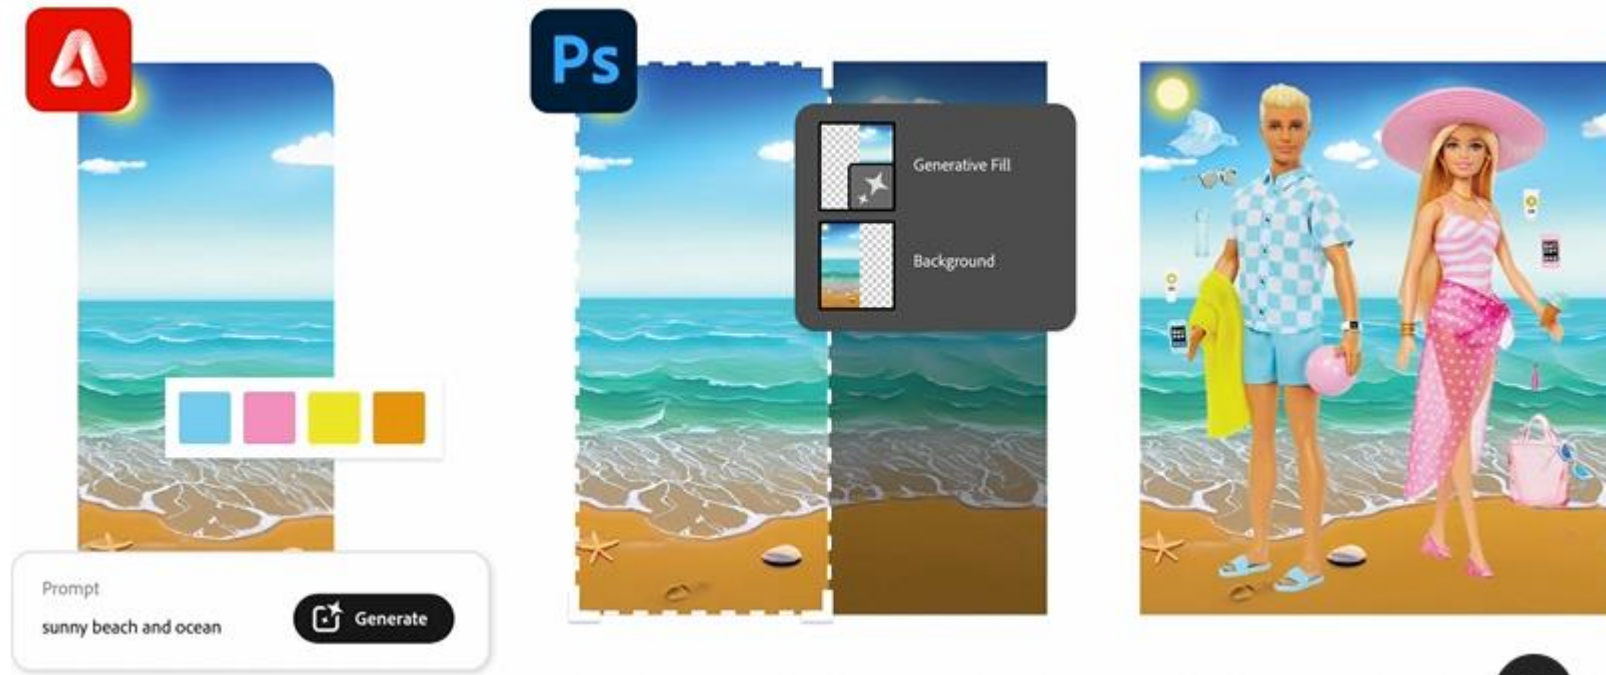 Ps
Generative Fill
Background
Prompt
sunny beach and ocean
Generate